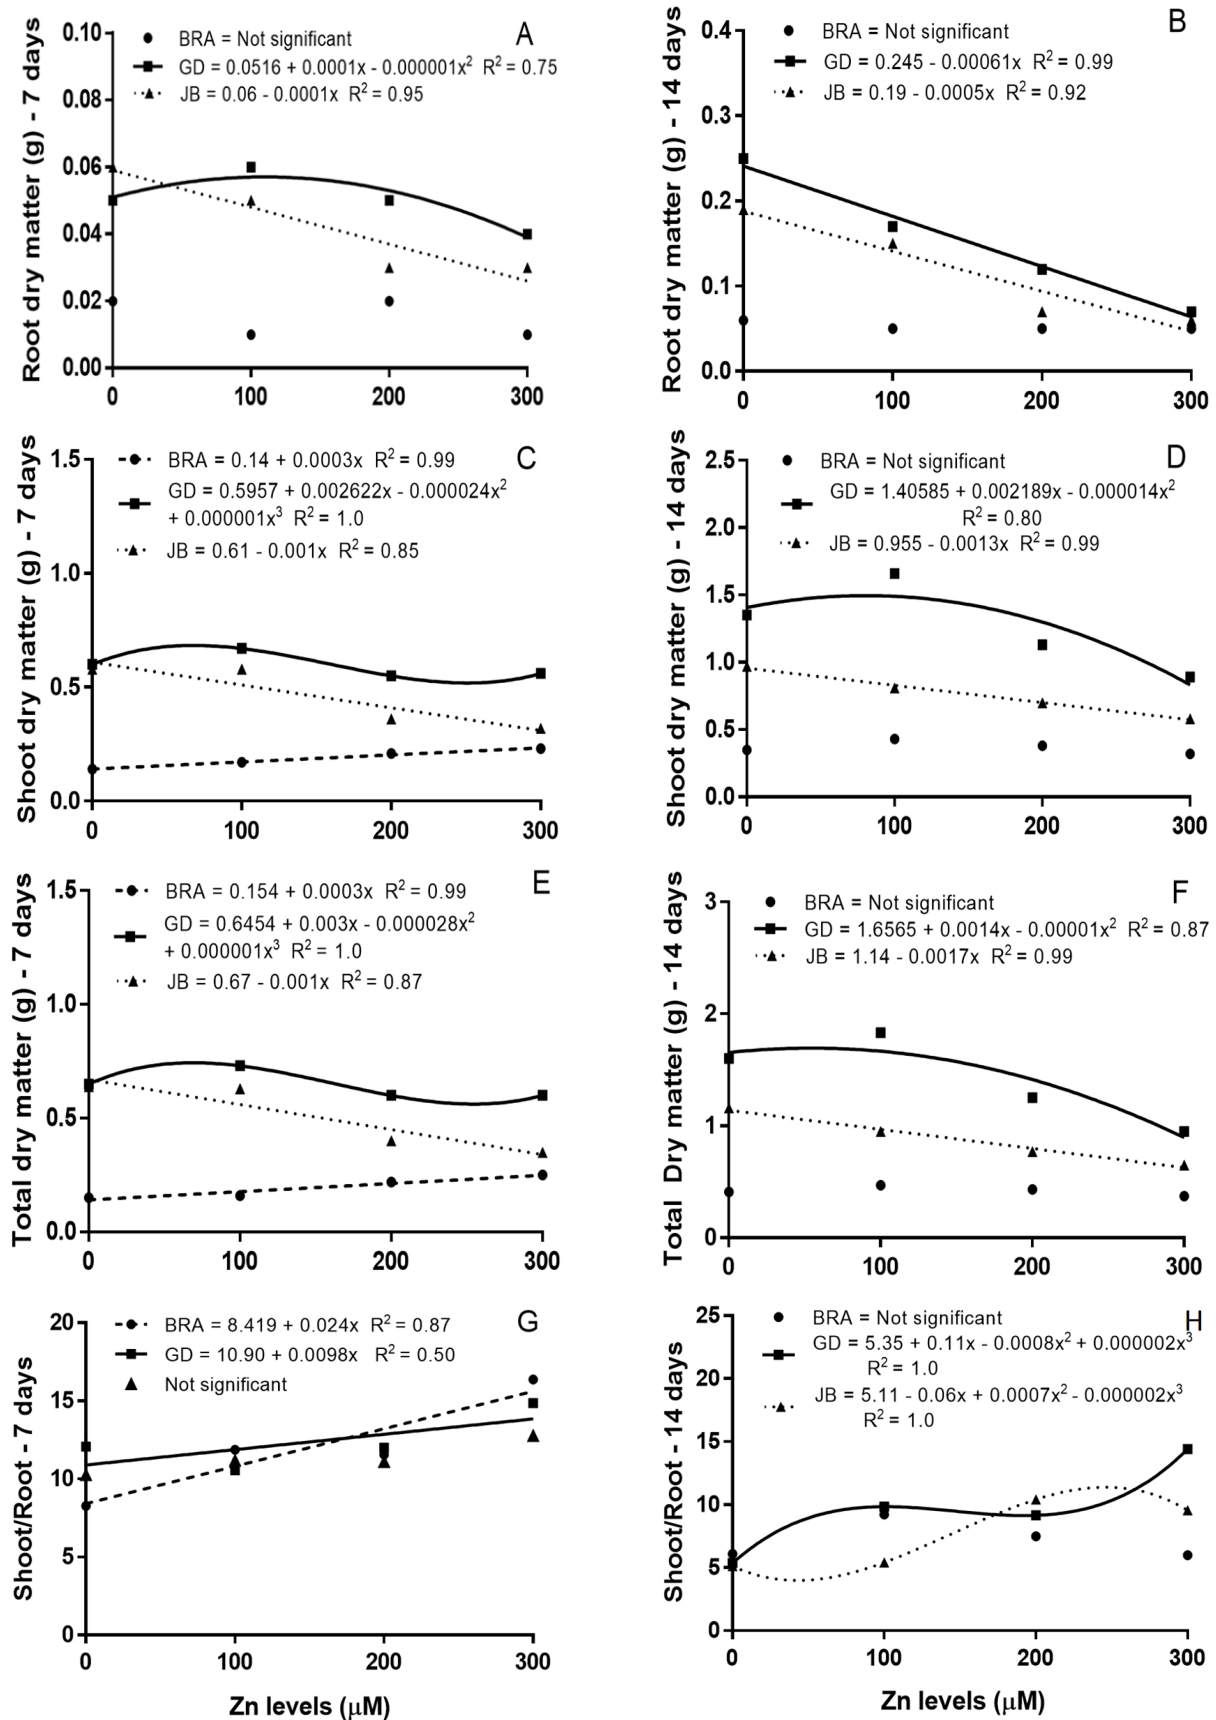 A
BRA = Not significant
GD = 0.0516 + 0.0001x - 0.000001x² R² = 0.75
JB = 0.06 - 0.0001x R² = 0.95
Root dry matter (g) - 7 days
0.10
0.08
0.06
0.04
0.02
0.00
0 100 200 300
B
BRA = Not significant
GD = 0.245 - 0.00061x R² = 0.99
JB = 0.19 - 0.0005x R² = 0.92
Root dry matter (g) - 14 days
0.4
0.3
0.2
0.1
0.0
0 100 200 300
C
BRA = 0.14 + 0.0003x R² = 0.99
GD = 0.5957 + 0.002622x - 0.000024x²
+ 0.000001x³ R² = 1.0
JB = 0.61 - 0.001x R² = 0.85
Shoot dry matter (g) - 7 days
1.5
1.0
0.5
0.0
0 100 200 300
D
BRA = Not significant
GD = 1.40585 + 0.002189x - 0.000014x²
R² = 0.80
JB = 0.955 - 0.0013x R² = 0.99
Shoot dry matter (g) - 14 days
2.5
2.0
1.5
1.0
0.5
0.0
0 100 200 300
E
BRA = 0.154 + 0.0003x R² = 0.99
GD = 0.6454 + 0.003x - 0.000028x²
+ 0.000001x³ R² = 1.0
JB = 0.67 - 0.001x R² = 0.87
Total dry matter (g) - 7 days
1.5
1.0
0.5
0.0
0 100 200 300
F
BRA = Not significant
GD = 1.6565 + 0.0014x - 0.00001x² R² = 0.87
JB = 1.14 - 0.0017x R² = 0.99
Total Dry matter (g) - 14 days
3
2
1
0
0 100 200 300
G
BRA = 8.419 + 0.024x R² = 0.87
GD = 10.90 + 0.0098x R² = 0.50
Not significant
Shoot/Root - 7 days
20
15
10
5
0
0 100 200 300
Zn levels (µM)
H
BRA = Not significant
GD = 5.35 + 0.11x - 0.0008x² + 0.000002x³
R² = 1.0
JB = 5.11 - 0.06x + 0.0007x² - 0.000002x³
R² = 1.0
Shoot/Root - 14 days
25
20
15
10
5
0
0 100 200 300
Zn levels (µM)